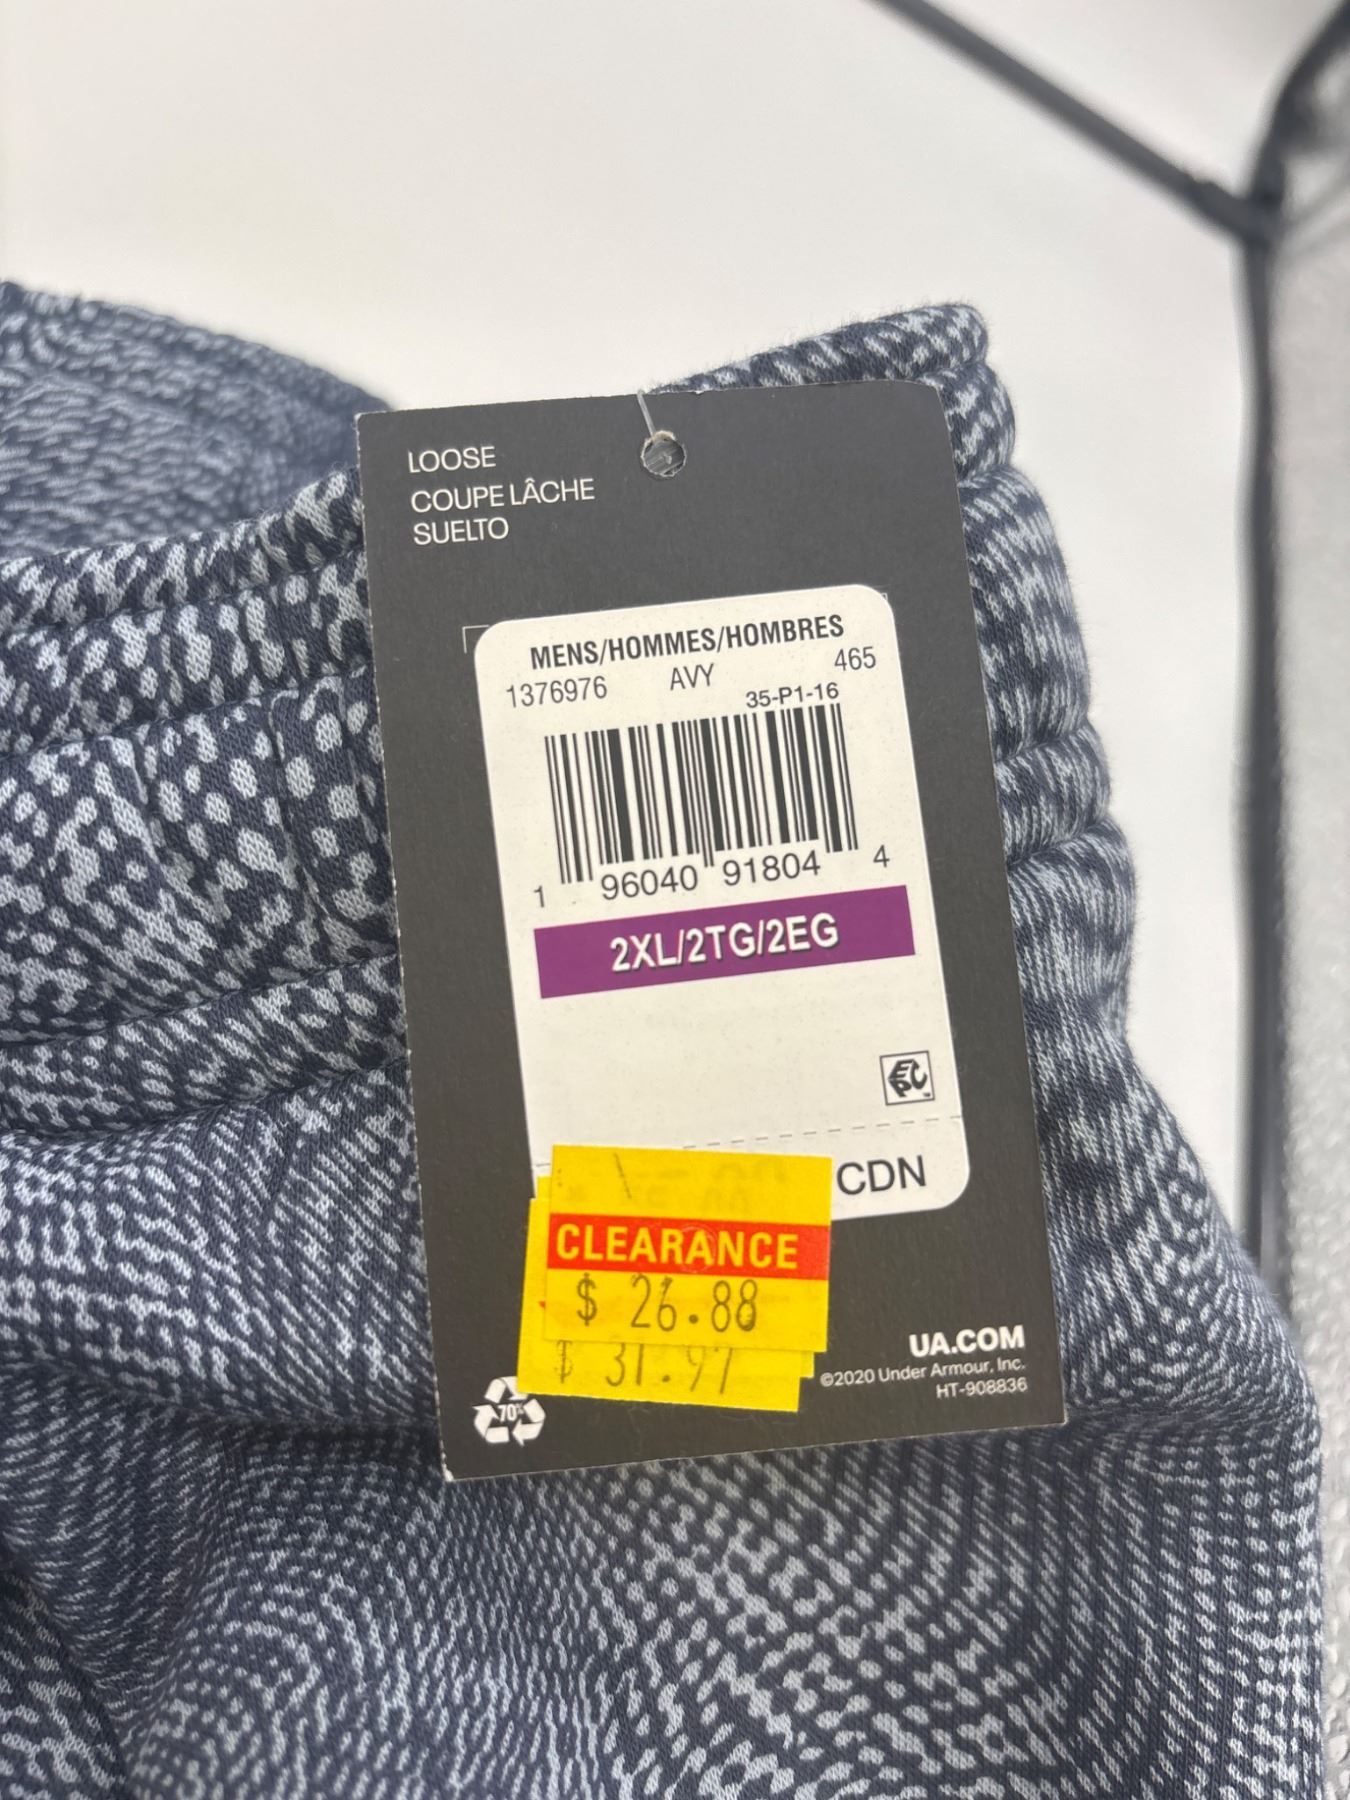 LOOSE
COUPE LÂCHE
SUELTO
MENS/HOMMES/HOMBRES
1376976 AVY 465
35-P1-16
1 96040 91804 4
2XL/2TG/2EG
EPC
CDN
CLEARANCE
$ 26.88
$ 31.97
UA.COM
©2020 Under Armour, Inc.
HT-908836
70%